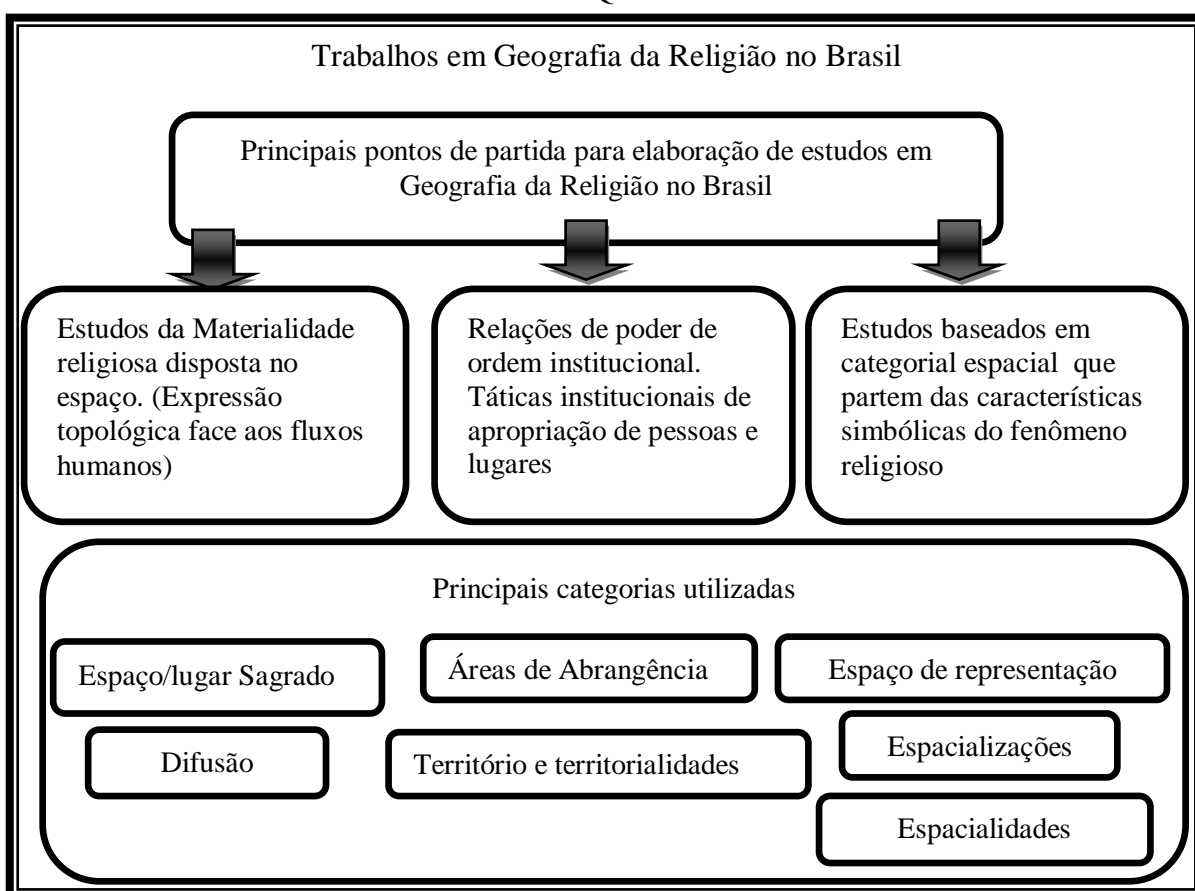 Trabalhos em Geografia da Religião no Brasil
Principais pontos de partida para elaboração de estudos em
Geografia da Religião no Brasil
Estudos da Materialidade
religiosa disposta no
espaço. (Expressão
topológica face aos fluxos
humanos)
Relações de poder de
ordem institucional.
Táticas institucionais de
apropriação de pessoas e
lugares
Estudos baseados em
categorial espacial que
partem das características
simbólicas do fenômeno
religioso
Principais categorias utilizadas
Espaço/lugar Sagrado
Áreas de Abrangência
Espaço de representação
Difusão
Território e territorialidades
Espacializações
Espacialidades